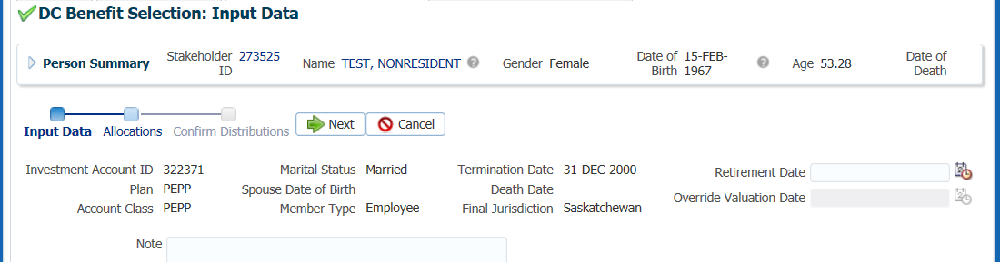 DC Benefit Selection: Input Data
Person Summary Stakeholder ID 273525 Name TEST, NONRESIDENT Gender Female Date of Birth 15-FEB-1967 Age 53.28 Date of Death
Input Data Allocations Confirm Distributions Next Cancel
Investment Account ID 322371 Marital Status Married Termination Date 31-DEC-2000 Retirement Date
Plan PEPP Spouse Date of Birth Death Date Override Valuation Date
Account Class PEPP Member Type Employee Final Jurisdiction Saskatchewan
Note